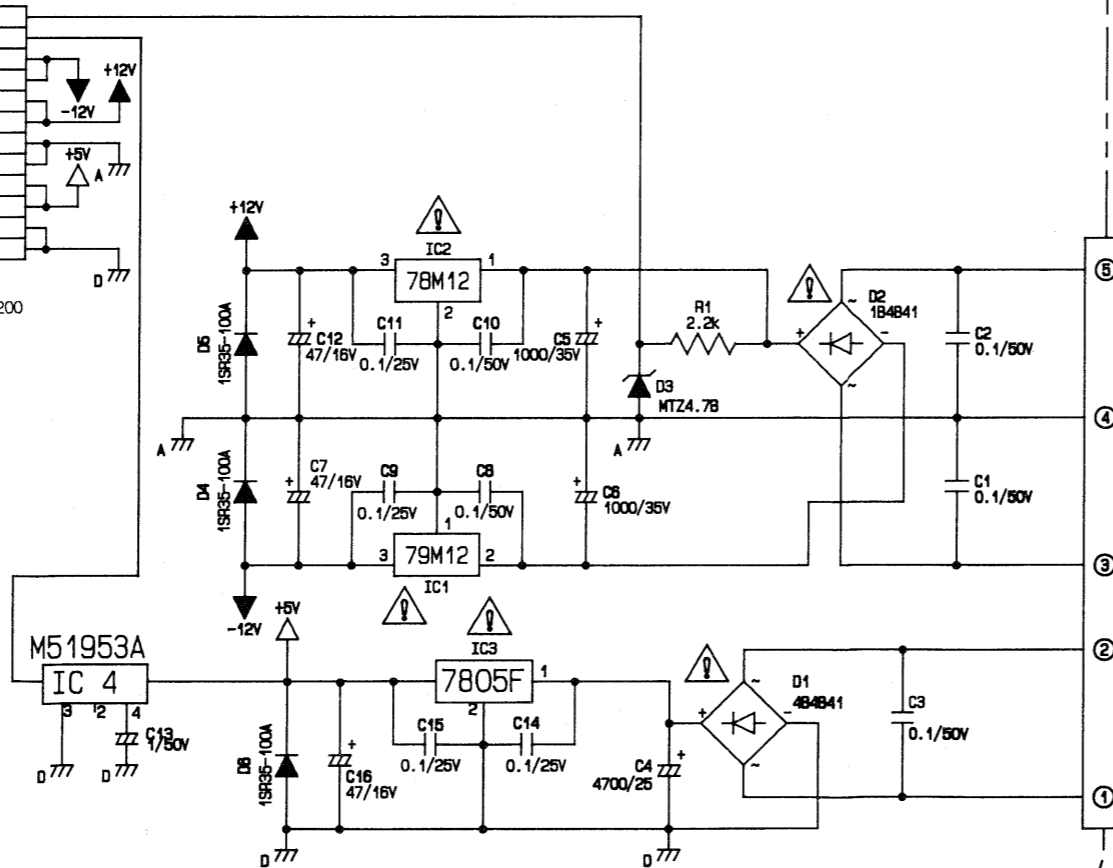 +12V
-12V
+5V
A
D
200
+12V
IC2
3 78M12 1
2
D5
1SR35-100A
+
C12
47/16V
C11
0.1/25V
C10
0.1/50V
+
C5
1000/35V
R1
2.2k
D3
MTZ4.7B
+ -
~
~
D2
1B4B41
C2
0.1/50V
5
4
A
A
D4
1SR35-100A
+
C7
47/16V
C9
0.1/25V
C8
0.1/50V
+
C6
1000/35V
C1
0.1/50V
1
3 79M12 2
IC1
3
-12V
+5V
M51953A
IC 4
3 2 4
C13
1/50V
D
D
IC3
7805F 1
2
D6
1SR35-100A
+
C16
47/16V
C15
0.1/25V
C14
0.1/25V
C4
+
4700/25
+ -
~
~
D1
4B4B41
C3
0.1/50V
2
1
D
D